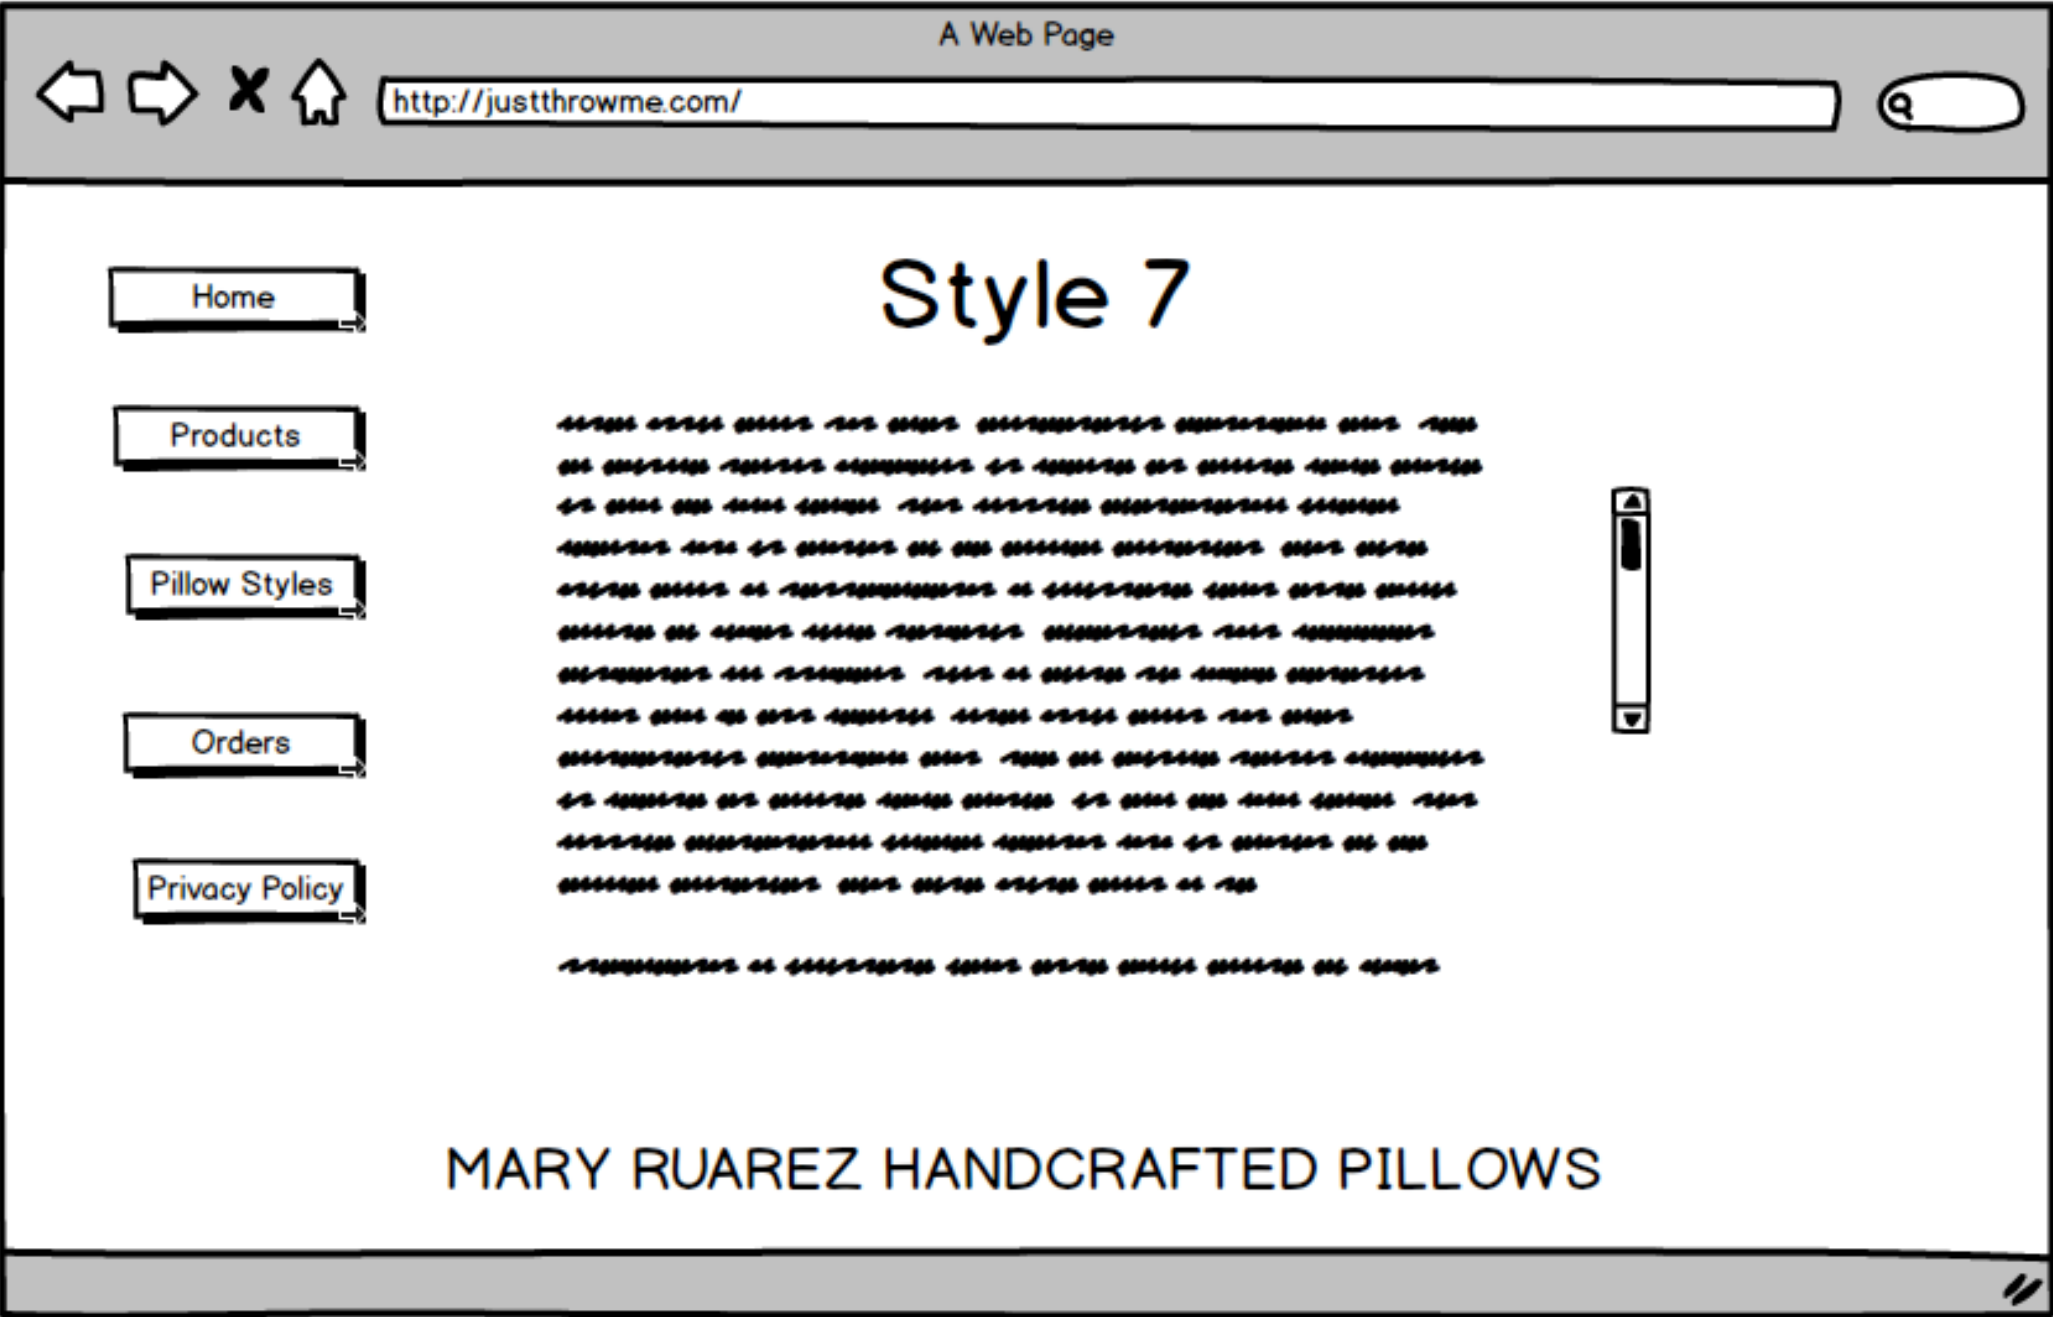 A Web Page
http://justthrowme.com/
Style 7
Home
Products
Pillow Styles
Orders
Privacy Policy
MARY RUAREZ HANDCRAFTED PILLOWS